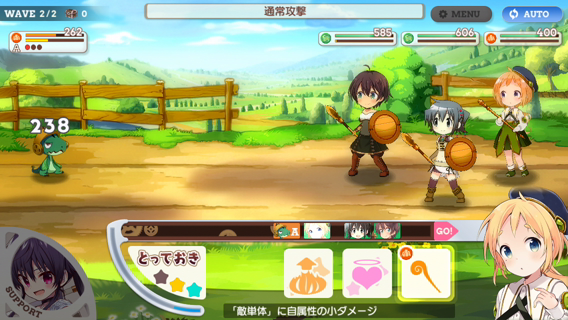 WAVE 2/2 0
通常攻撃
MENU
AUTO
262
A
585
606
400
238
A
GO!
とっておき
SUPPORT
「敵単体」に自属性の小ダメージ